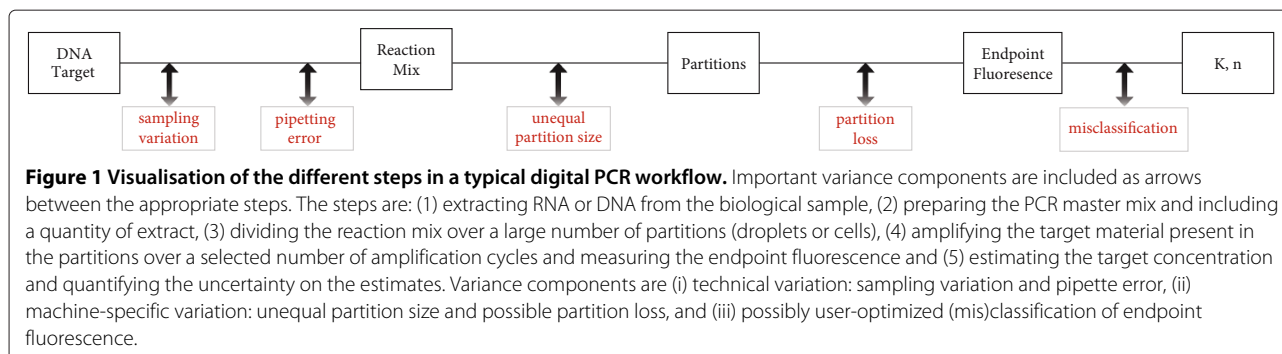 DNA
Target
Reaction
Mix
Partitions
Endpoint
Fluoresence
K, n
sampling
variation
pipetting
error
unequal
partition size
partition
loss
misclassification
Figure 1 Visualisation of the different steps in a typical digital PCR workflow. Important variance components are included as arrows
between the appropriate steps. The steps are: (1) extracting RNA or DNA from the biological sample, (2) preparing the PCR master mix and including
a quantity of extract, (3) dividing the reaction mix over a large number of partitions (droplets or cells), (4) amplifying the target material present in
the partitions over a selected number of amplification cycles and measuring the endpoint fluorescence and (5) estimating the target concentration
and quantifying the uncertainty on the estimates. Variance components are (i) technical variation: sampling variation and pipette error, (ii)
machine-specific variation: unequal partition size and possible partition loss, and (iii) possibly user-optimized (mis)classification of endpoint
fluorescence.